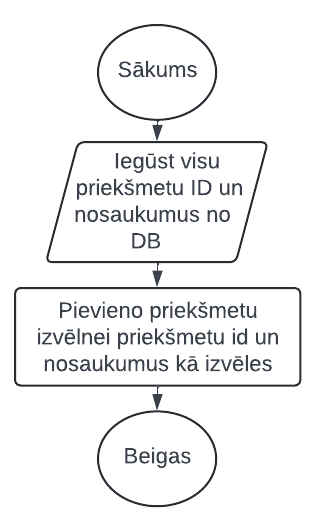 Sākums
Iegūst visu
priekšmetu ID un
nosaukumus no
DB
Pievieno priekšmetu
izvēlnei priekšmetu id un
nosaukumus kā izvēles
Beigas